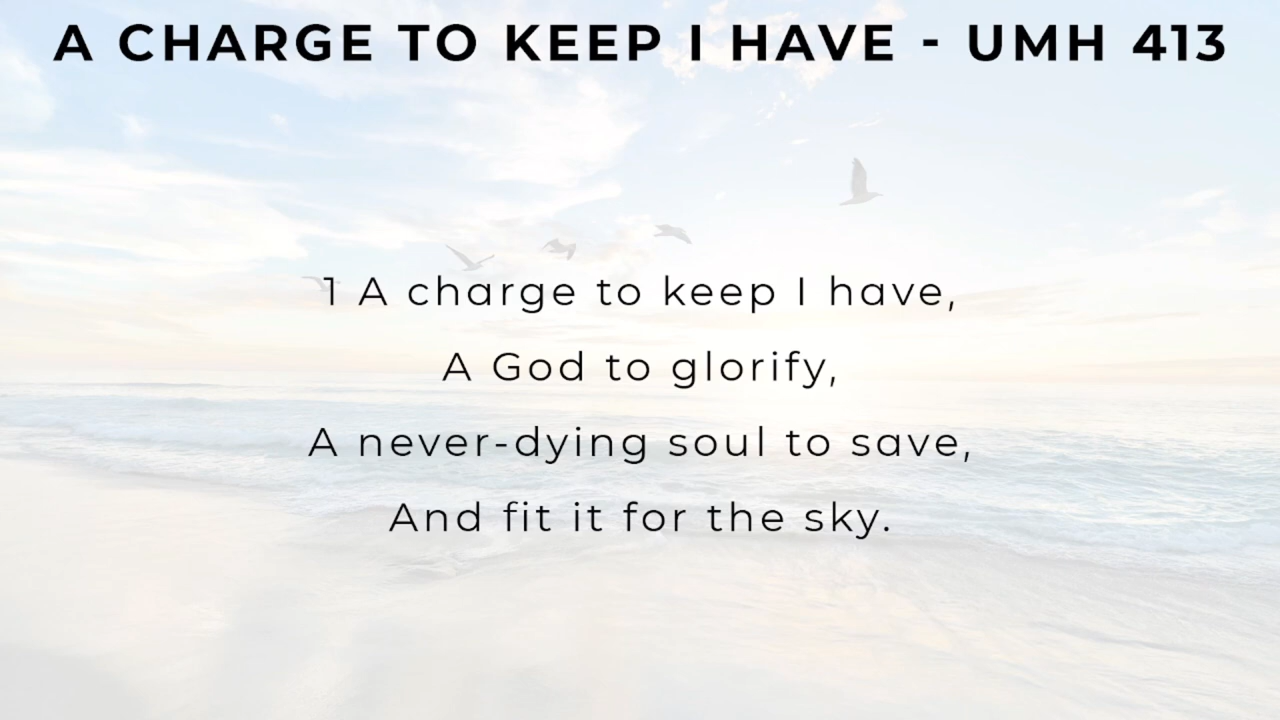 A CHARGE TO KEEP I HAVE - UMH 413
1 A charge to keep I have,
A God to glorify,
A never-dying soul to save,
And fit it for the sky.